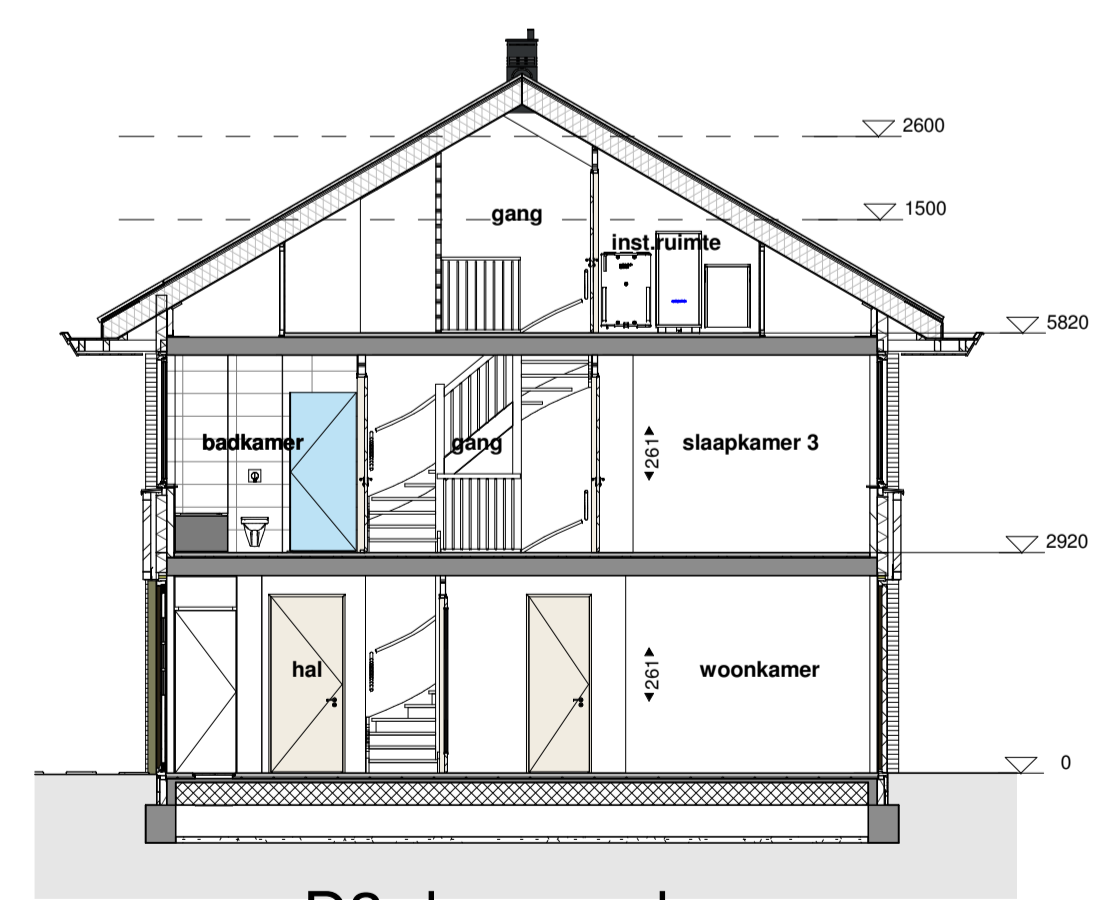 2600
gang
1500
inst.ruimte
5820
badkamer
gang
261
slaapkamer 3
2920
hal
261
woonkamer
0